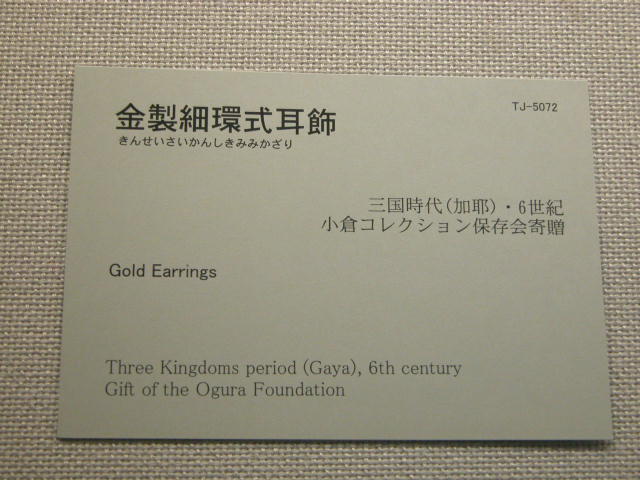 TJ-5072
金製細環式耳飾
きんせいさいかんしきみみかざり
三国時代(加耶)・6世紀
小倉コレクション保存会寄贈
Gold Earrings
Three Kingdoms period (Gaya), 6th century
Gift of the Ogura Foundation